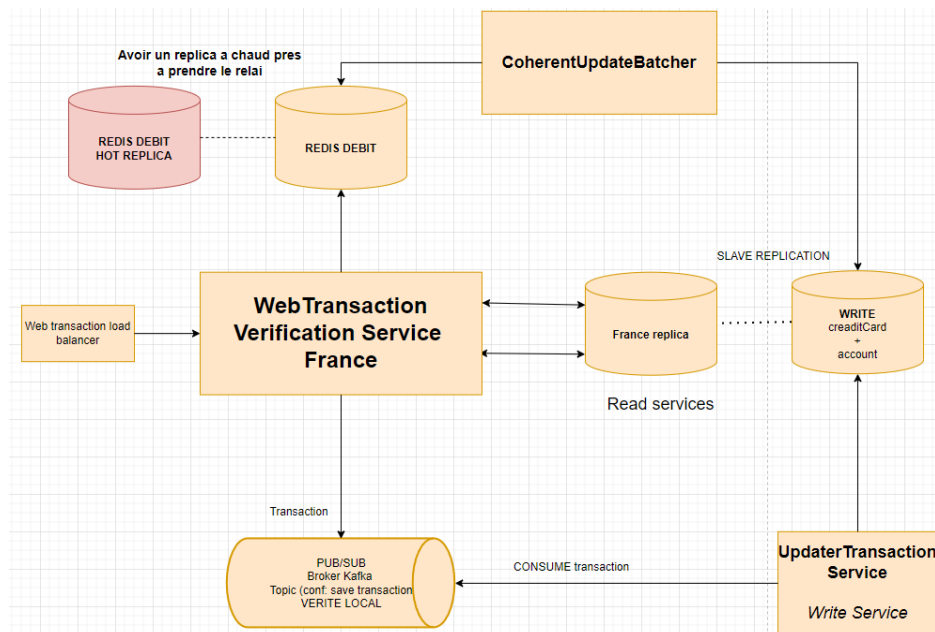 Avoir un replica a chaud pres
a prendre le relai
CoherentUpdateBatcher
REDIS DEBIT
HOT REPLICA
REDIS DEBIT
SLAVE REPLICATION
WebTransaction
Verification Service
France
Web transaction load
balancer
France replica
WRITE
creaditCard
+
account
Read services
Transaction
PUB/SUB
Broker Kafka
Topic (conf: save transaction
VERITE LOCAL
CONSUME transaction
UpdaterTransaction
Service
Write Service